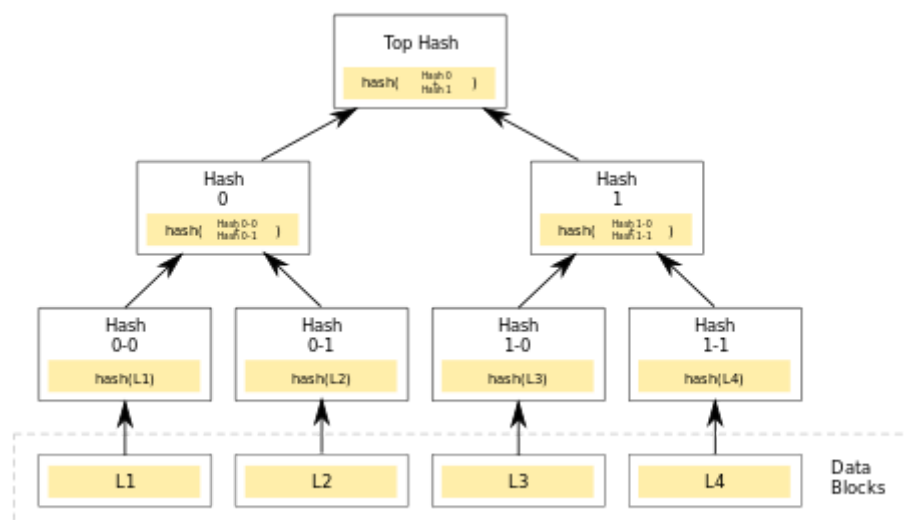 Top Hash
hash( Hash 0 + Hash 1 )
Hash
0
hash( Hash 0-0 + Hash 0-1 )
Hash
1
hash( Hash 1-0 + Hash 1-1 )
Hash
0-0
hash(L1)
Hash
0-1
hash(L2)
Hash
1-0
hash(L3)
Hash
1-1
hash(L4)
L1
L2
L3
L4
Data
Blocks